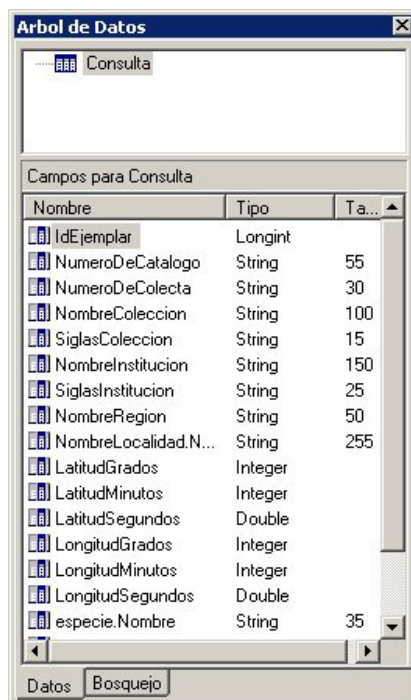 Arbol de Datos
Consulta
Campos para Consulta
Nombre Tipo Ta...
IdEjemplar Longint
NumeroDeCatalogo String 55
NumeroDeColecta String 30
NombreColeccion String 100
SiglasColeccion String 15
NombreInstitucion String 150
SiglasInstitucion String 25
NombreRegion String 50
NombreLocalidad.N... String 255
LatitudGrados Integer
LatitudMinutos Integer
LatitudSegundos Double
LongitudGrados Integer
LongitudMinutos Integer
LongitudSegundos Double
especie.Nombre String 35
Datos Bosquejo